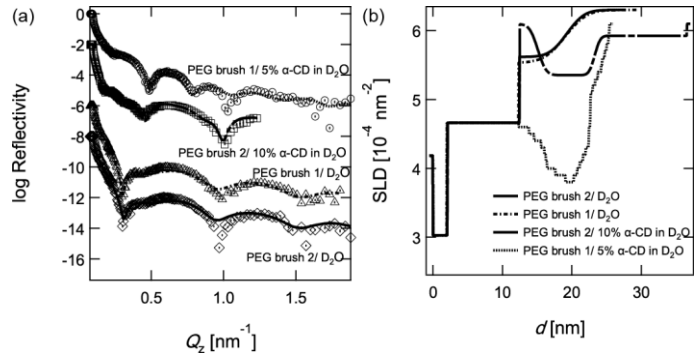 (a)
log Reflectivity
0
-2
-4
-6
-8
-10
-12
-14
-16
PEG brush 1/ 5% α-CD in D₂O
PEG brush 2/ 10% α-CD in D₂O
PEG brush 1/ D₂O
PEG brush 2/ D₂O
0.5
1.0
1.5
Qz [nm⁻¹]
(b)
SLD [10⁻⁴ nm⁻²]
6
5
4
3
PEG brush 2/ D₂O
PEG brush 1/ D₂O
PEG brush 2/ 10% α-CD in D₂O
PEG brush 1/ 5% α-CD in D₂O
0
10
20
30
d [nm]